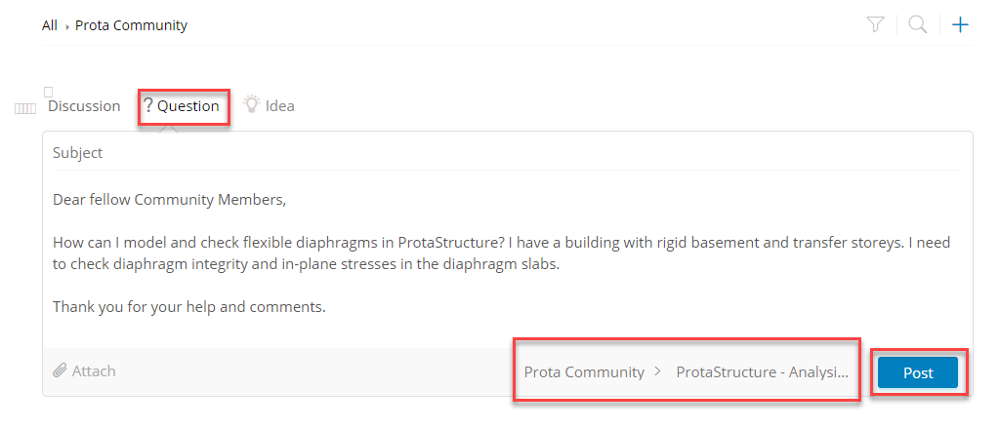 All › Prota Community
Discussion ? Question Idea
Subject
Dear fellow Community Members,
How can I model and check flexible diaphragms in ProtaStructure? I have a building with rigid basement and transfer storeys. I need
to check diaphragm integrity and in-plane stresses in the diaphragm slabs.
Thank you for your help and comments.
Attach Prota Community > ProtaStructure - Analysi... Post